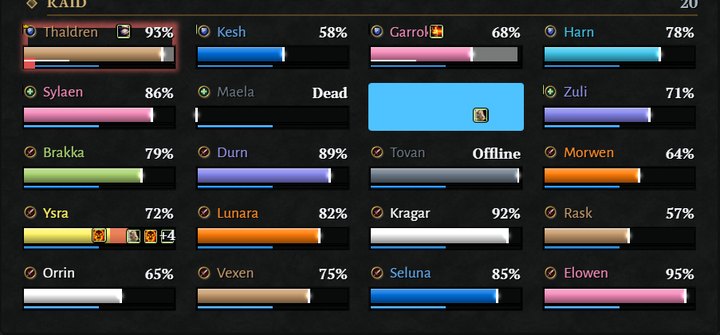 RAID 20
Thaldren 93% Kesh 58% Garrok 68% Harn 78%
Sylaen 86% Maela Dead Zuli 71%
Brakka 79% Durn 89% Tovan Offline Morwen 64%
Ysra 72% Lunara 82% Kragar 92% Rask 57%
+4
Orrin 65% Vexen 75% Seluna 85% Elowen 95%